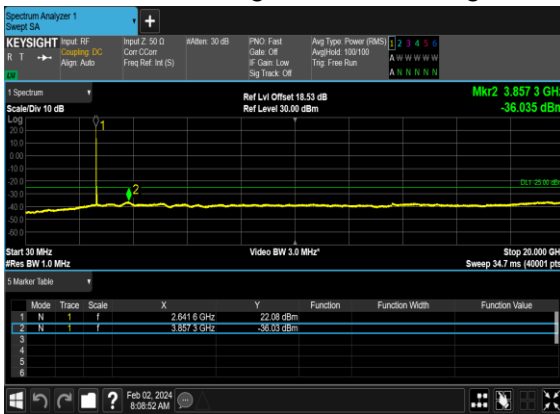 Spectrum Analyzer 1
Swept SA
+
KEYSIGHT Input: RF Input Z: 50 Ω #Atten: 30 dB PNO: Fast Avg Type: Power (RMS) 1 2 3 4 5 6
R T Coupling: DC Corr CCorr Gate: Off Avg|Hold: 100/100 A W W W W W
Align: Auto Freq Ref: Int (S) IF Gain: Low Trig: Free Run
LV Sig Track: Off A N N N N N
1 Spectrum Ref Lvl Offset 18.53 dB Mkr2 3.857 3 GHz
Scale/Div 10 dB Ref Level 30.00 dBm -36.035 dBm
Log
20.0
10.0
0.00
-10.0
-20.0
-30.0
-40.0
-50.0
-60.0
1
2
Start 30 MHz Video BW 3.0 MHz* Stop 20.000 GH
#Res BW 1.0 MHz Sweep 34.7 ms (40001 pts
5 Marker Table
Mode Trace Scale X Y Function Function Width Function Value
1 N 1 f 2.641 6 GHz 22.08 dBm
2 N 1 f 3.857 3 GHz -36.03 dBm
3
4
5
6
? Feb 02, 2024
8:08:52 AM